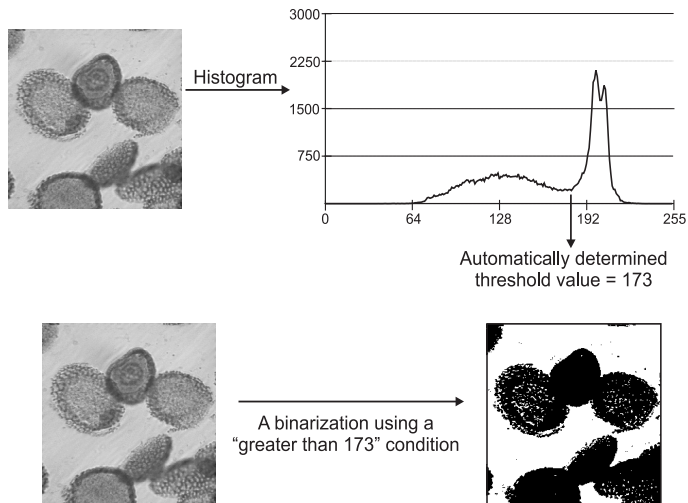 Histogram
3000
2250
1500
750
0
64
128
192
255
Automatically determined
threshold value = 173
A binarization using a
“greater than 173” condition